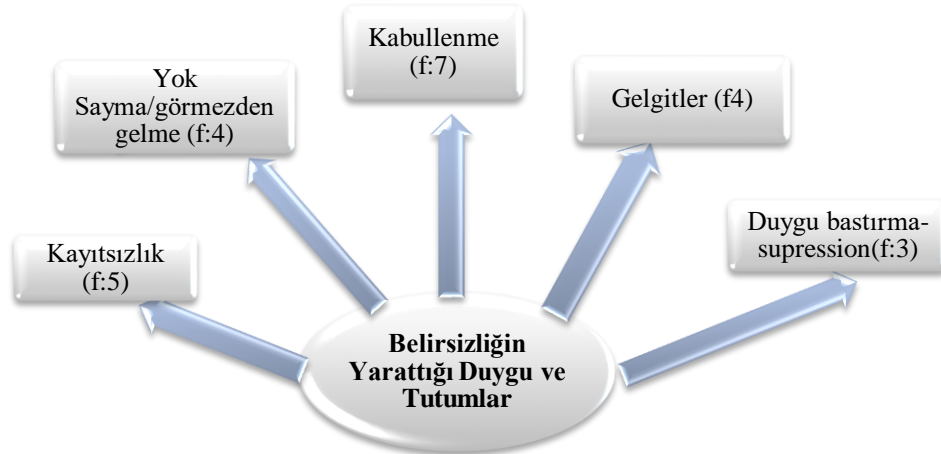 Kabullenme
(f:7)
Yok
Sayma/görmezden
gelme (f:4)
Gelgitler (f4)
Duygu bastırma-
supression(f:3)
Kayıtsızlık
(f:5)
Belirsizliğin
Yarattığı Duygu ve
Tutumlar